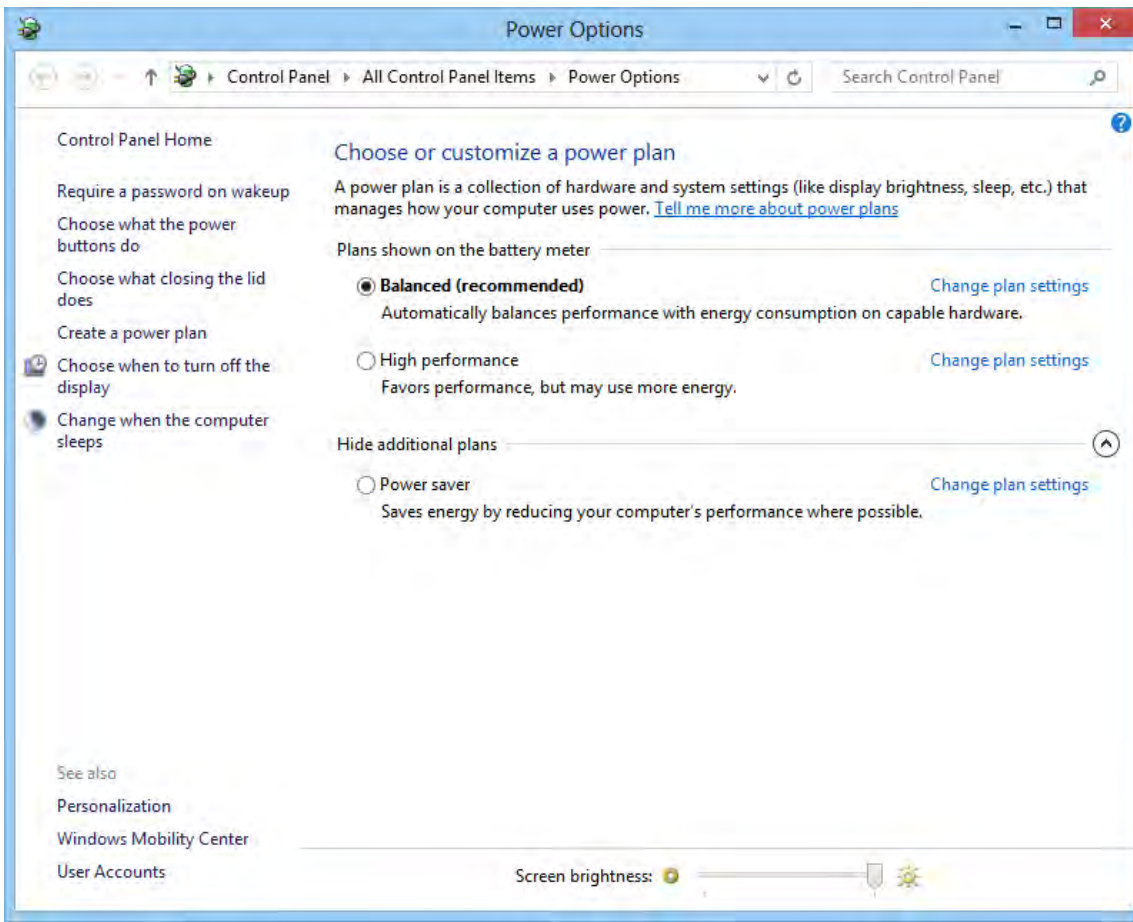 Power Options
Control Panel All Control Panel Items Power Options
Search Control Panel
Control Panel Home
Require a password on wakeup
Choose what the power
buttons do
Choose what closing the lid
does
Create a power plan
Choose when to turn off the
display
Change when the computer
sleeps
See also
Personalization
Windows Mobility Center
User Accounts
Choose or customize a power plan
A power plan is a collection of hardware and system settings (like display brightness, sleep, etc.) that
manages how your computer uses power. Tell me more about power plans
Plans shown on the battery meter
Balanced (recommended) Change plan settings
Automatically balances performance with energy consumption on capable hardware.
High performance Change plan settings
Favors performance, but may use more energy.
Hide additional plans
Power saver Change plan settings
Saves energy by reducing your computer's performance where possible.
Screen brightness: